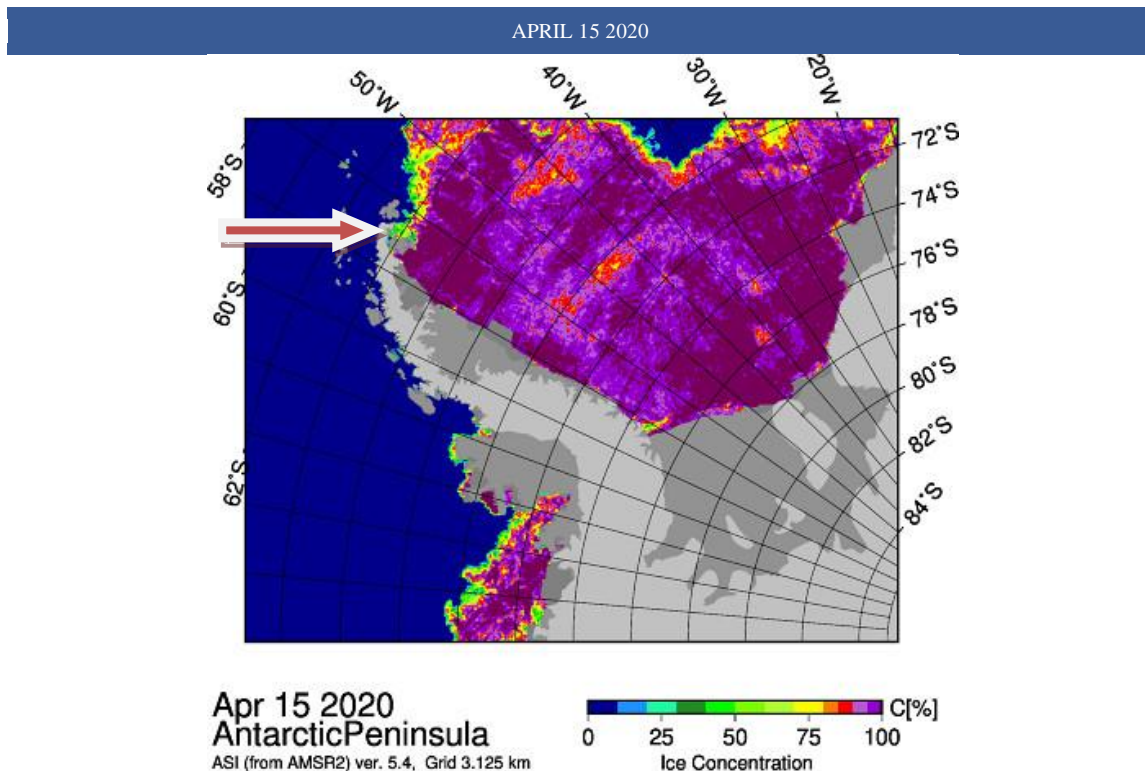 APRIL 15 2020
50°W
40°W
30°W
20°W
58°S
60°S
62°S
72°S
74°S
76°S
78°S
80°S
82°S
84°S
Apr 15 2020
AntarcticPeninsula
ASI (from AMSR2) ver. 5.4, Grid 3.125 km
C[%]
0 25 50 75 100
Ice Concentration